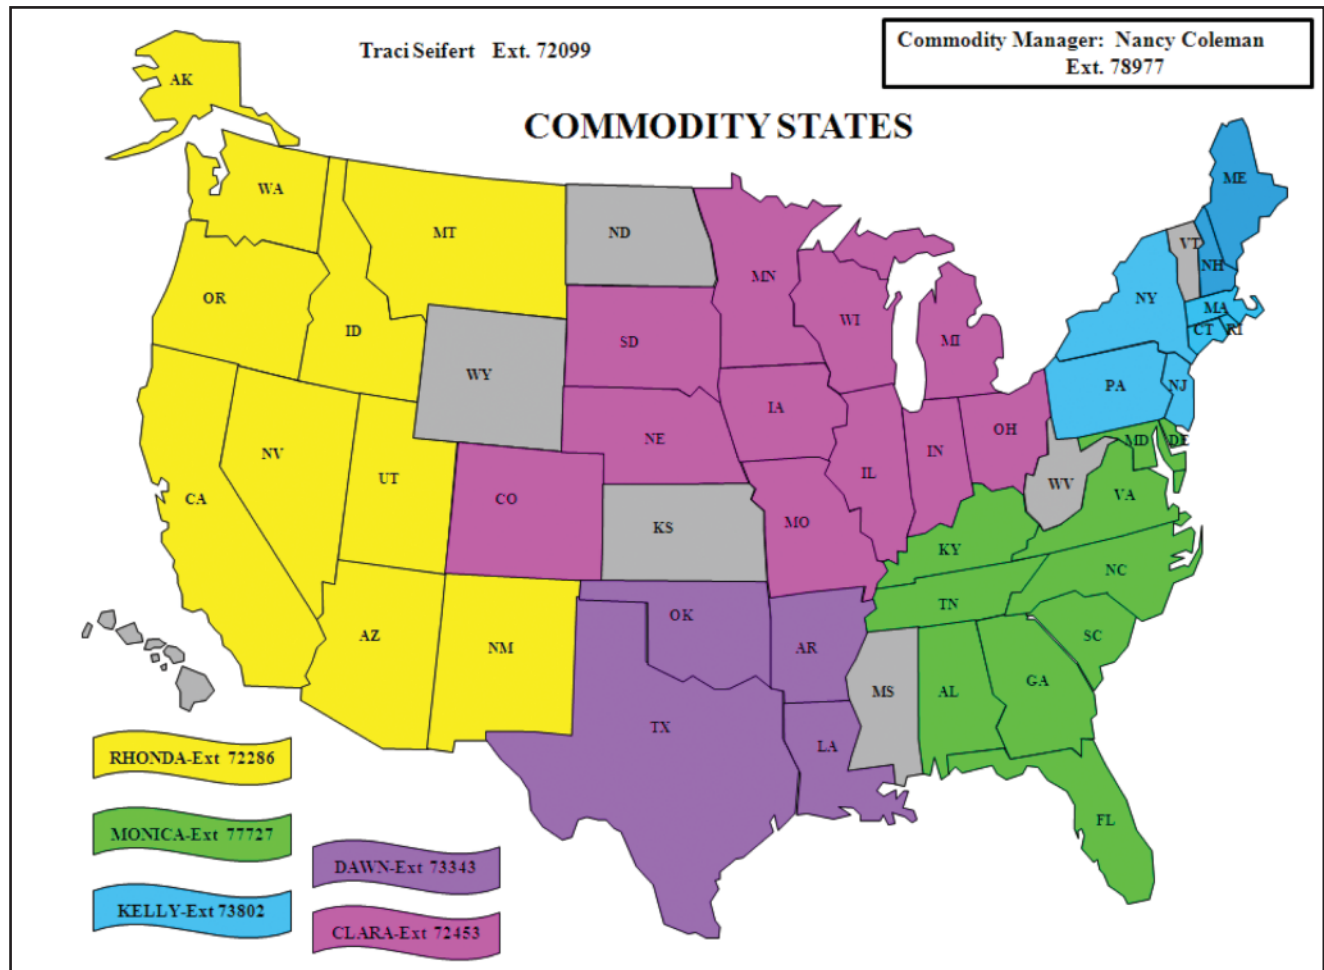 Traci Seifert Ext. 72099
Commodity Manager: Nancy Coleman
Ext. 78977
COMMODITY STATES
AK
WA
MT
ND
MN
ME
VT
NH
OR
ID
WY
SD
WI
MI
NY
MA
CT RI
PA
NJ
NV
UT
CA
CO
NE
IA
IL
IN
OH
MD
DE
WV
VA
KS
MO
KY
NC
TN
AZ
NM
OK
AR
MS
AL
GA
SC
TX
LA
FL
RHONDA-Ext 72286
MONICA-Ext 77727
KELLY-Ext 73802
DAWN-Ext 73343
CLARA-Ext 72453